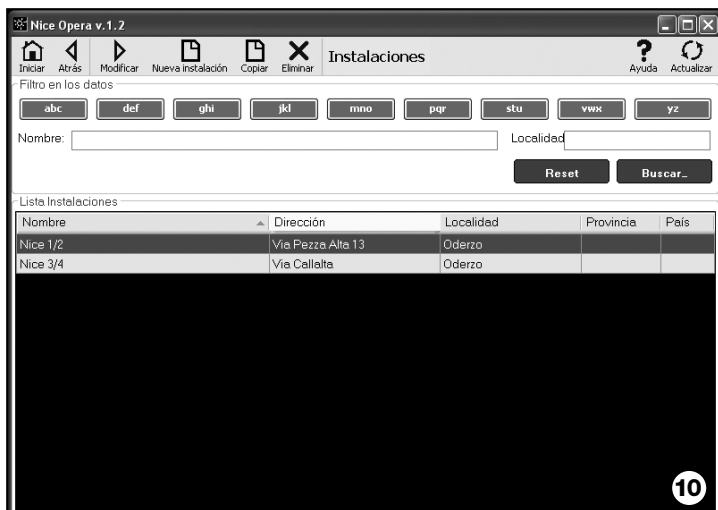 Nice Opera v.1.2
Iniciar Atrás Modificar Nueva instalación Copiar Eliminar Instalaciones Ayuda Actualizar
Filtro en los datos
abc def ghi jkl mno pqr stu vwx yz
Nombre: Localidad
Reset Buscar...
Lista Instalaciones
Nombre Dirección Localidad Provincia País
Nice 1/2 Via Pezza Alta 13 Oderzo
Nice 3/4 Via Callalta Oderzo
10